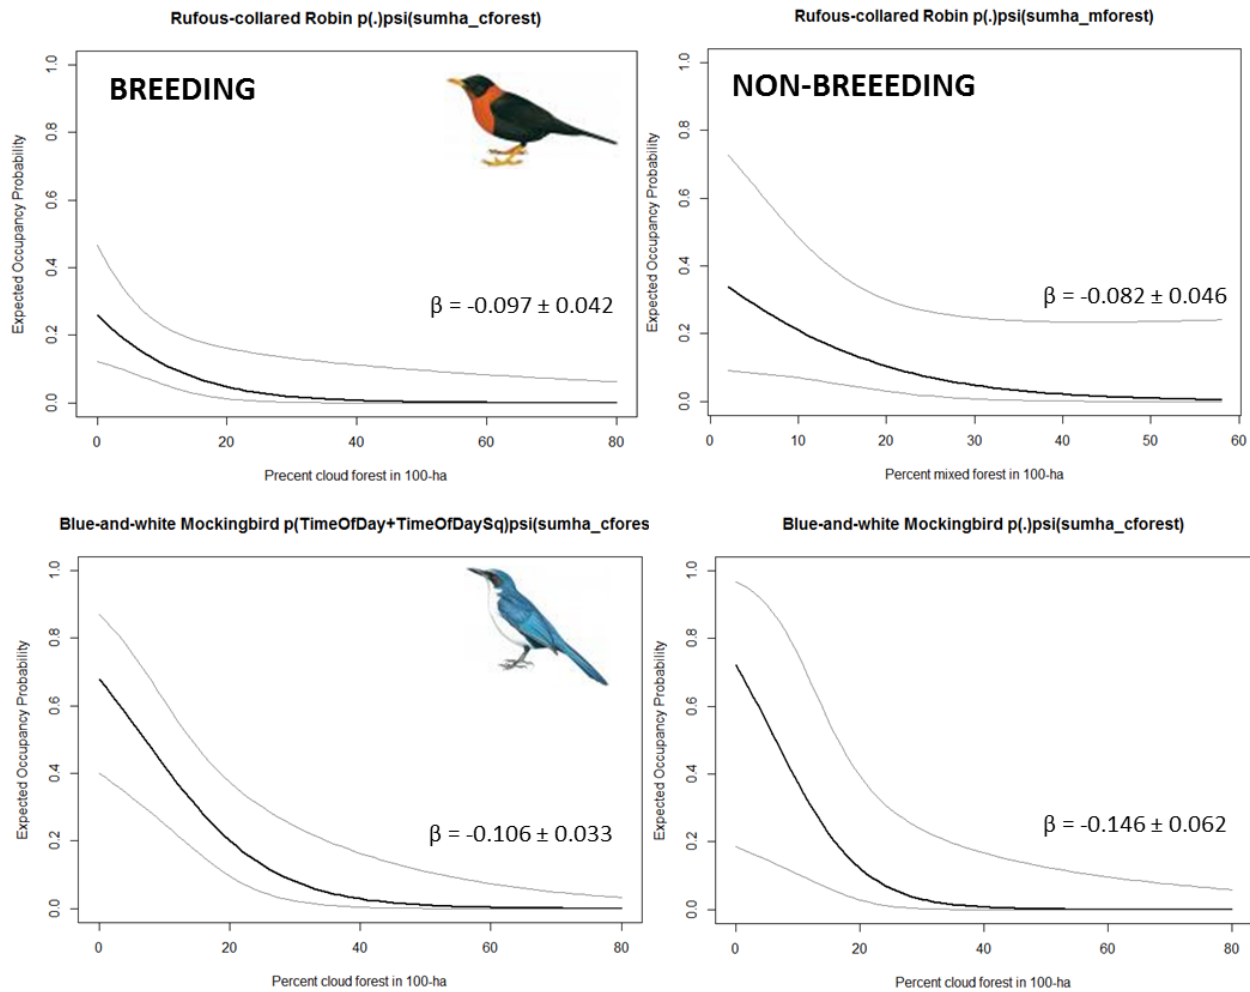 Rufous-collared Robin p(.)psi(sumha_cforest)
BREEDING
Expected Occupancy Probability
0.0 0.2 0.4 0.6 0.8 1.0
β = -0.097 ± 0.042
0 20 40 60 80
Precent cloud forest in 100-ha
Rufous-collared Robin p(.)psi(sumha_mforest)
NON-BREEEDING
Expected Occupancy Probability
0.0 0.2 0.4 0.6 0.8 1.0
β = -0.082 ± 0.046
0 10 20 30 40 50 60
Percent mixed forest in 100-ha
Blue-and-white Mockingbird p(TimeOfDay+TimeOfDaySq)psi(sumha_cfores
Expected Occupancy Probability
0.0 0.2 0.4 0.6 0.8 1.0
β = -0.106 ± 0.033
0 20 40 60 80
Percent cloud forest in 100-ha
Blue-and-white Mockingbird p(.)psi(sumha_cforest)
Expected Occupancy Probability
0.0 0.2 0.4 0.6 0.8 1.0
β = -0.146 ± 0.062
0 20 40 60 80
Percent cloud forest in 100-ha